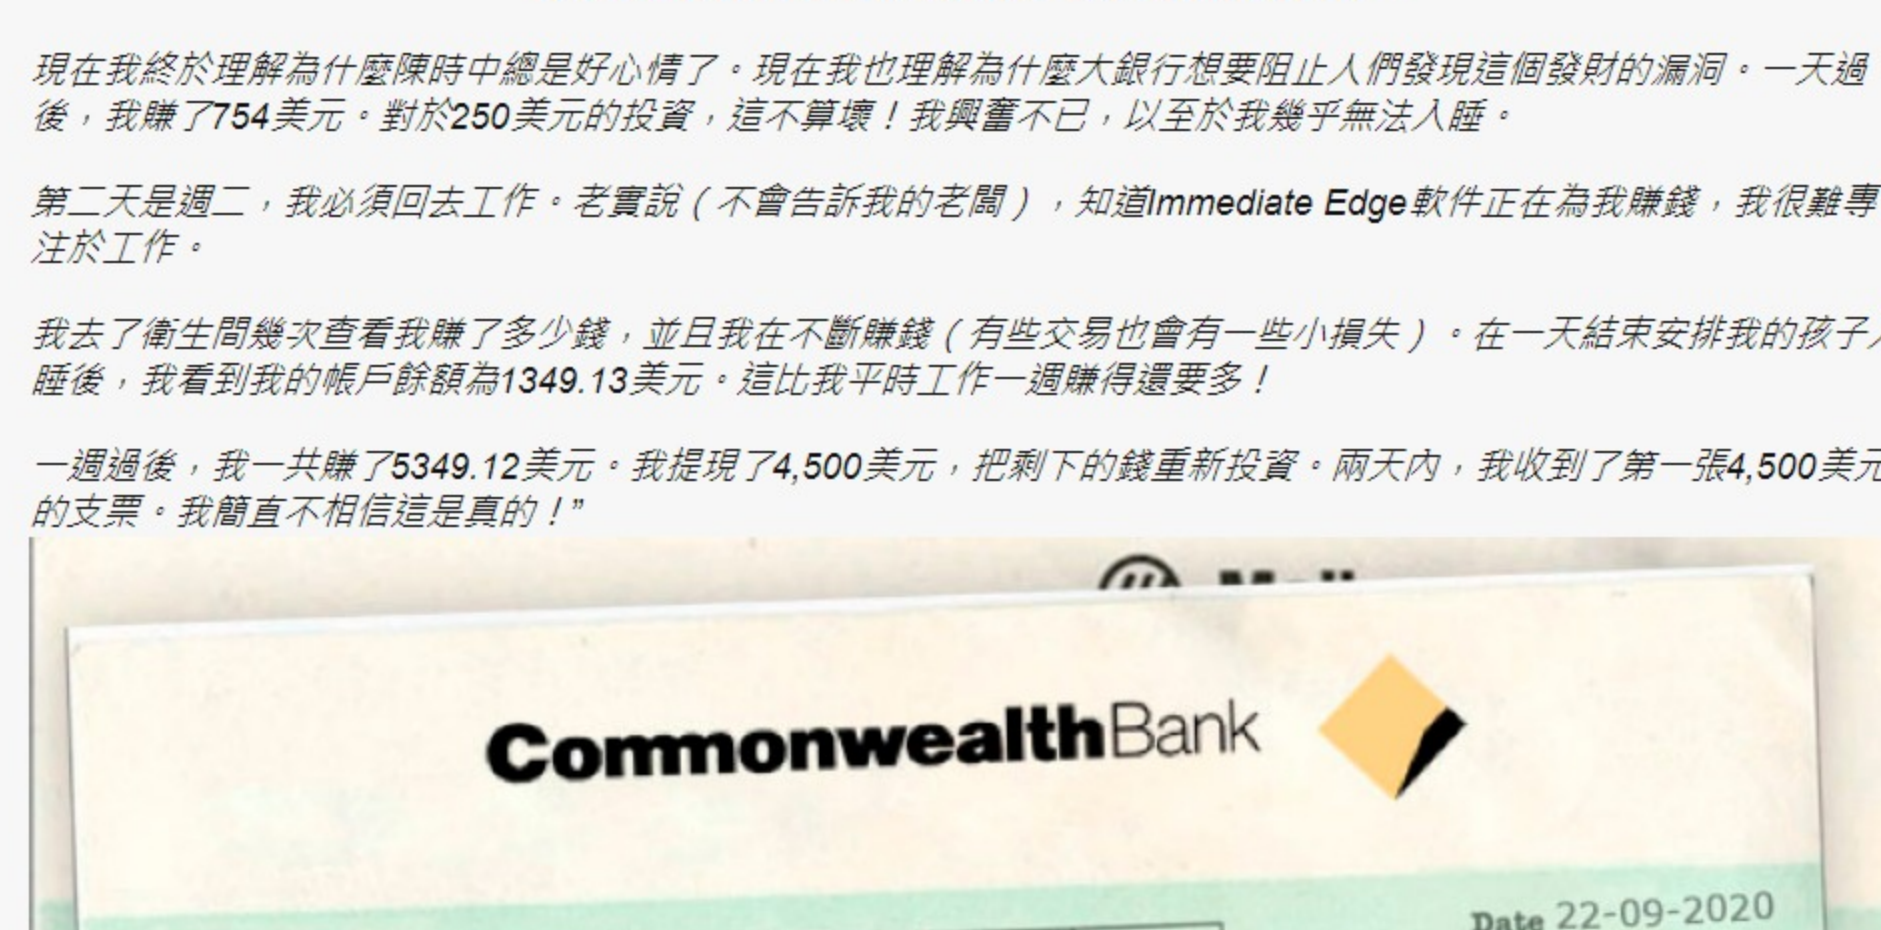 現在我終於理解為什麼陳時中總是好心情了。現在我也理解為什麼大銀行想要阻止人們發現這個發財的漏洞。一天過
後，我賺了754美元。對於250美元的投資，這不算壞！我興奮不已，以至於我幾乎無法入睡。
第二天是週二，我必須回去工作。老實說（不會告訴我的老闆），知道Immediate Edge軟件正在為我賺錢，我很難專
注於工作。
我去了衛生間幾次查看我賺了多少錢，並且我在不斷賺錢（有些交易也會有一些小損失）。在一天結束安排我的孩子
睡後，我看到我的帳戶餘額為1349.13美元。這比我平時工作一週賺得還要多！
一週過後，我一共賺了5349.12美元。我提現了4,500美元，把剩下的錢重新投資。兩天內，我收到了第一張4,500美元
的支票。我簡直不相信這是真的！”
CommonwealthBank
Date 22-09-2020